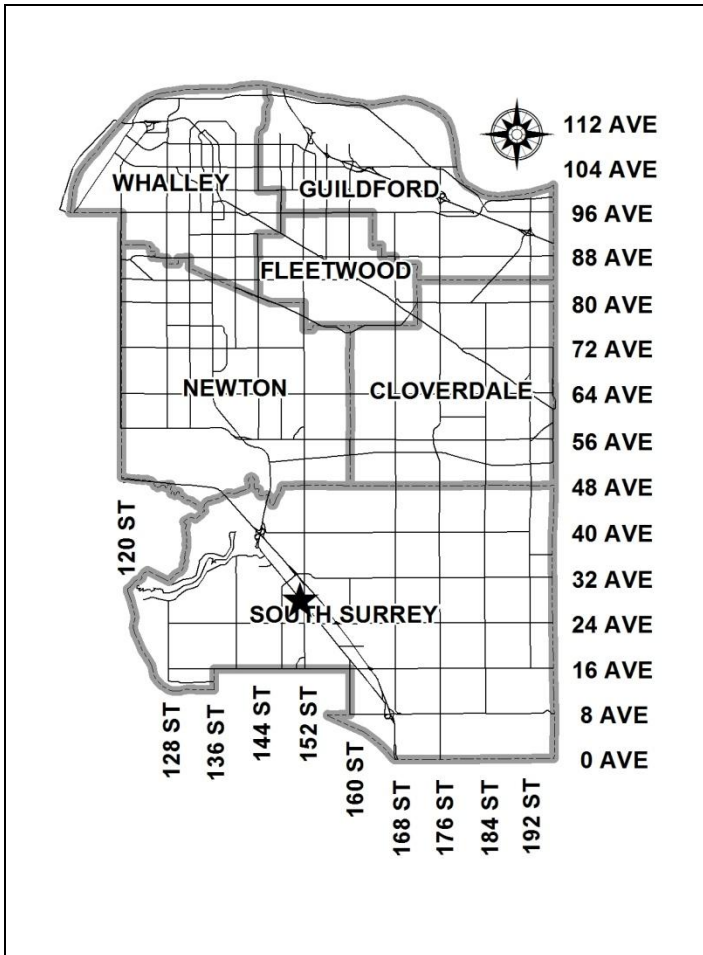 112 AVE
104 AVE
WHALLEY
GUILDFORD
96 AVE
88 AVE
FLEETWOOD
80 AVE
72 AVE
NEWTON
CLOVERDALE
64 AVE
56 AVE
48 AVE
120 ST
40 AVE
32 AVE
SOUTH SURREY
24 AVE
16 AVE
8 AVE
0 AVE
128 ST
136 ST
144 ST
152 ST
160 ST
168 ST
176 ST
184 ST
192 ST